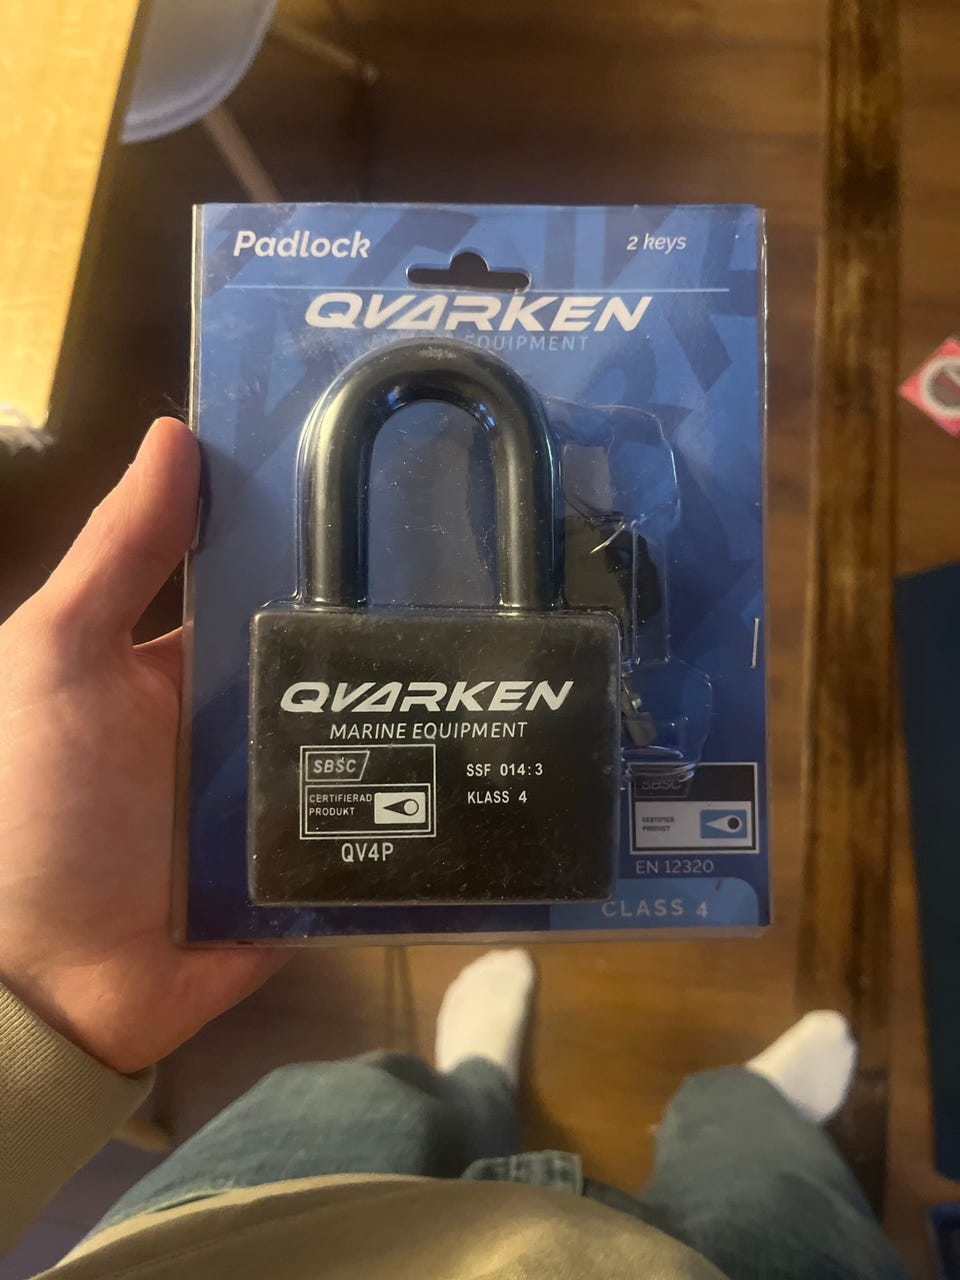 Padlock
2 keys
QVARKEN
MARINE EQUIPMENT
QVARKEN
MARINE EQUIPMENT
SBSC
CERTIFIERAD
PRODUKT
SSF 014:3
KLASS 4
QV4P
SBSC
CERTIFIED
PRODUCT
EN 12320
CLASS 4